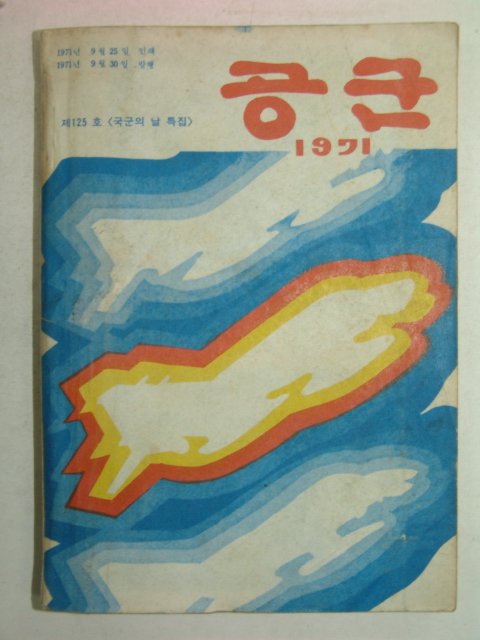 1971년 9월 25일 인쇄
1971년 9월 30일 발행
공군
제125호 <국군의 날 특집>
1971